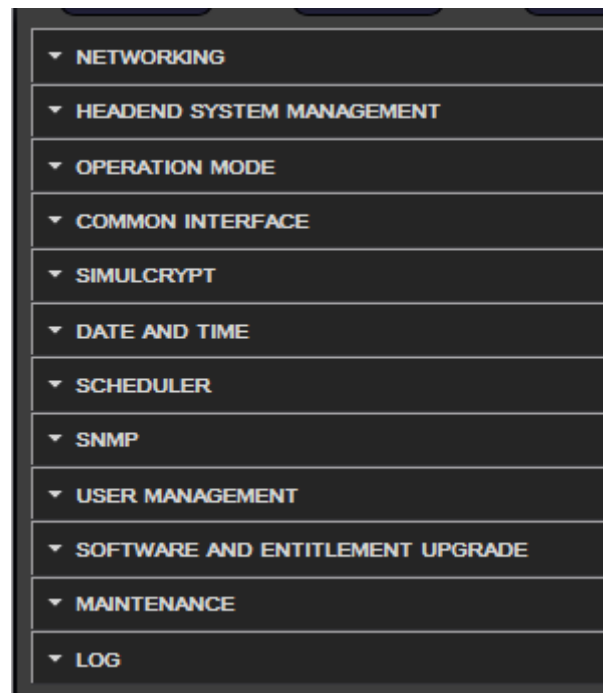 NETWORKING
HEADEND SYSTEM MANAGEMENT
OPERATION MODE
COMMON INTERFACE
SIMULCRYPT
DATE AND TIME
SCHEDULER
SNMP
USER MANAGEMENT
SOFTWARE AND ENTITLEMENT UPGRADE
MAINTENANCE
LOG